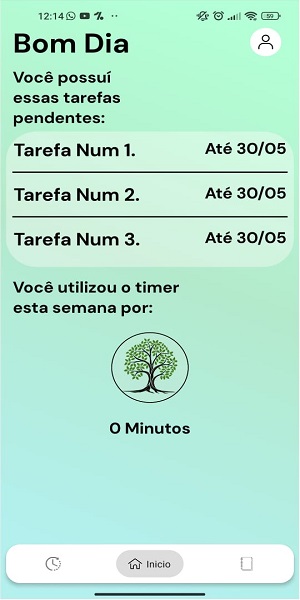 12:14
59
Bom Dia
Você possuí
essas tarefas
pendentes:
Tarefa Num 1. Até 30/05
Tarefa Num 2. Até 30/05
Tarefa Num 3. Até 30/05
Você utilizou o timer
esta semana por:
0 Minutos
Inicio